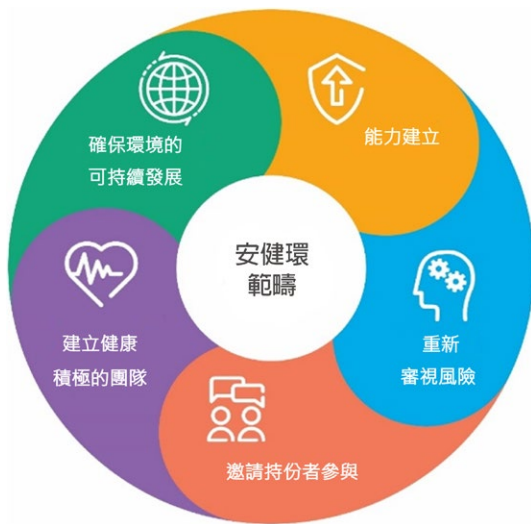 安健環
範疇
能力建立
重新
審視風險
邀請持份者參與
建立健康
積極的團隊
確保環境的
可持續發展